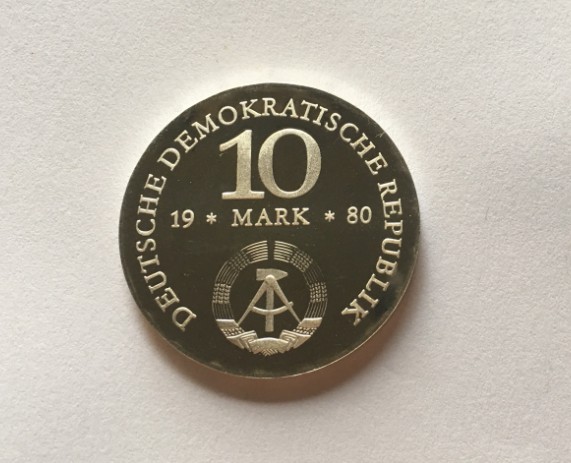 DEUTSCHE DEMOKRATISCHE REPUBLIK
10
19 * MARK * 80